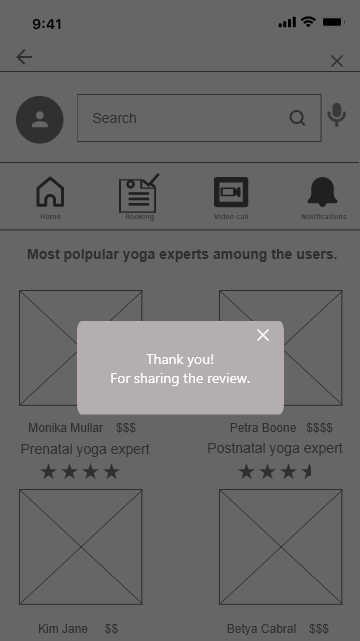 9:41
Search
Home
Booking
Video call
Notifications
Most polpular yoga experts amoung the users.
Thank you!
For sharing the review.
Monika Mullar $$$
Petra Boone $$$$
Prenatal yoga expert
Postnatal yoga expert
Kim Jane $$
Betya Cabral $$$